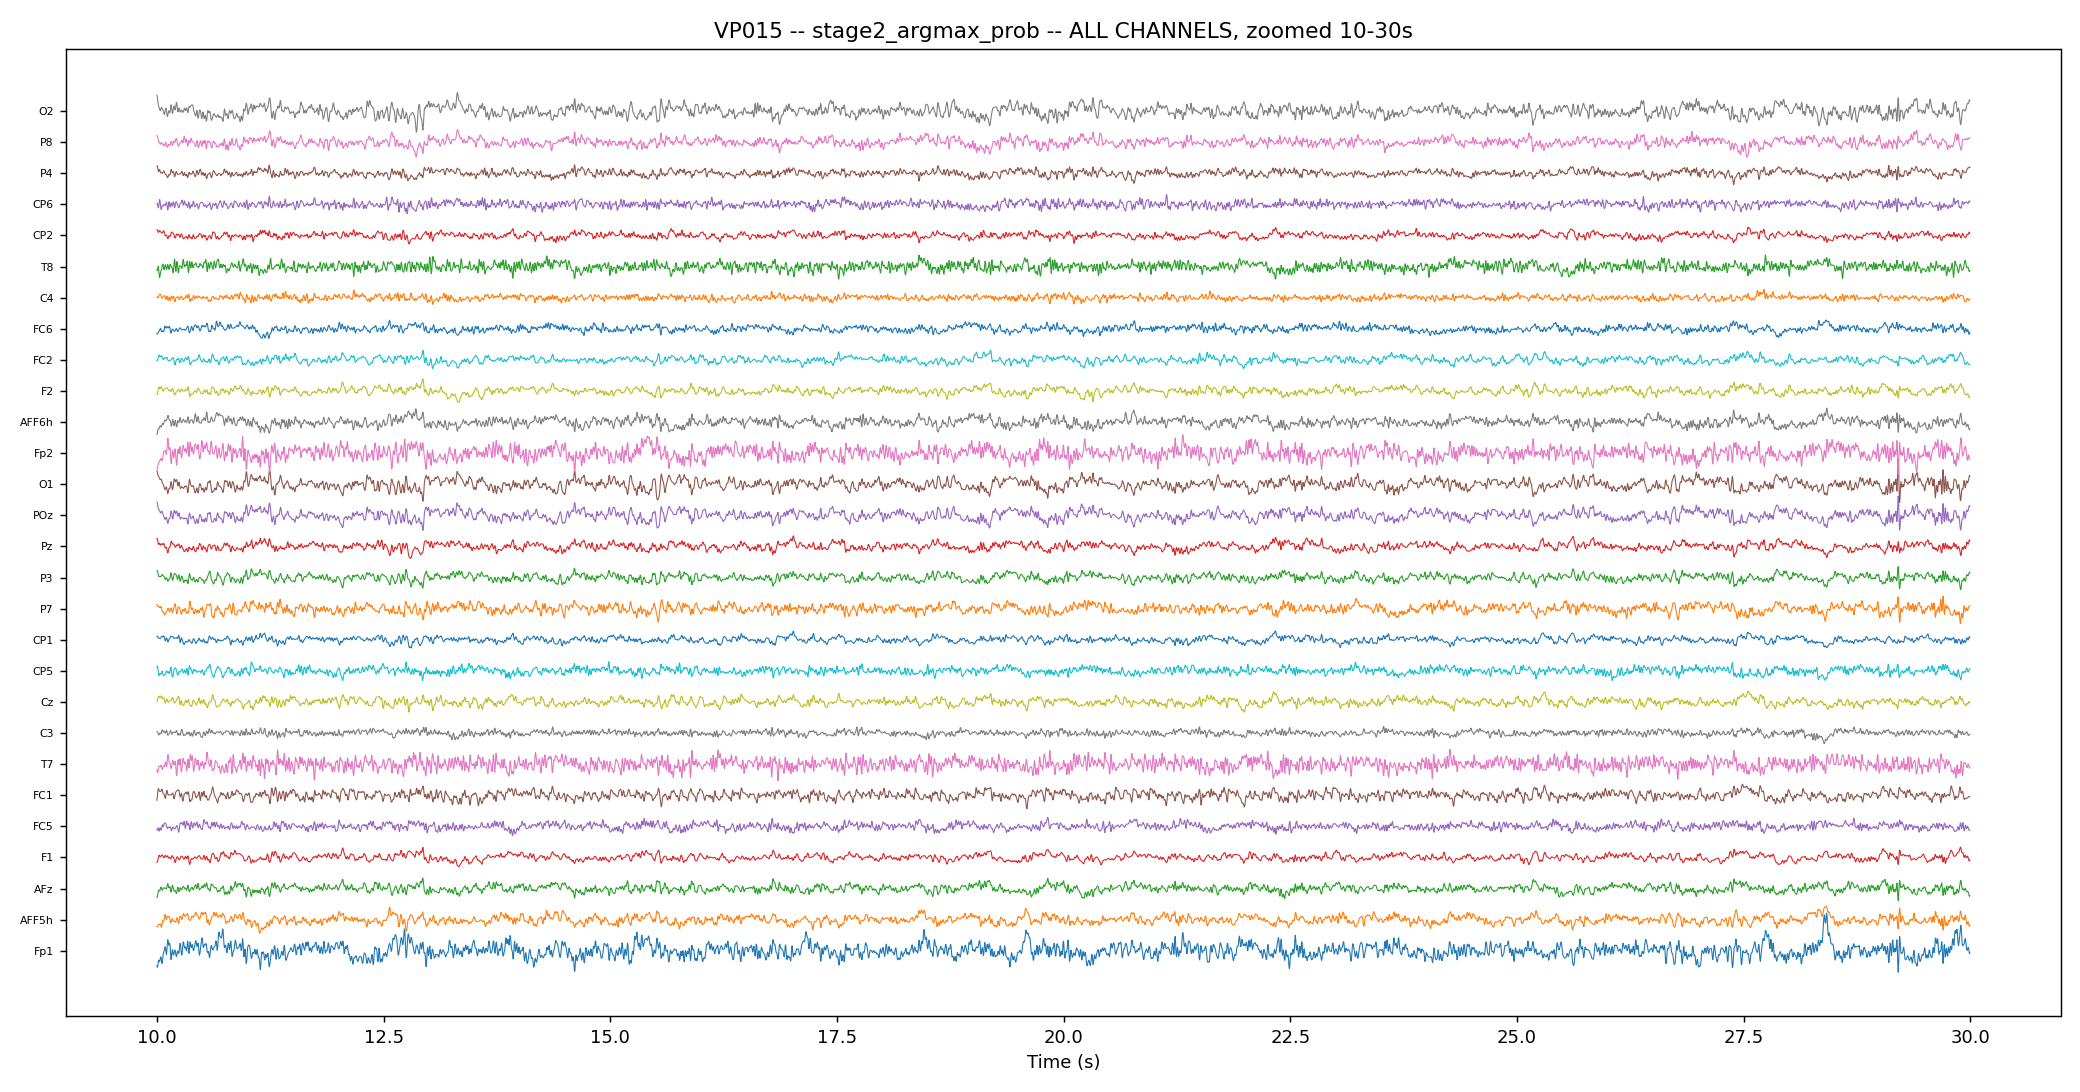 VP015 -- stage2_argmax_prob -- ALL CHANNELS, zoomed 10-30s
O2
P8
P4
CP6
CP2
T8
C4
FC6
FC2
F2
AFF6h
Fp2
O1
POz
Pz
P3
P7
CP1
CP5
Cz
C3
T7
FC1
FC5
F1
AFz
AFF5h
Fp1
10.0 12.5 15.0 17.5 20.0 22.5 25.0 27.5 30.0
Time (s)